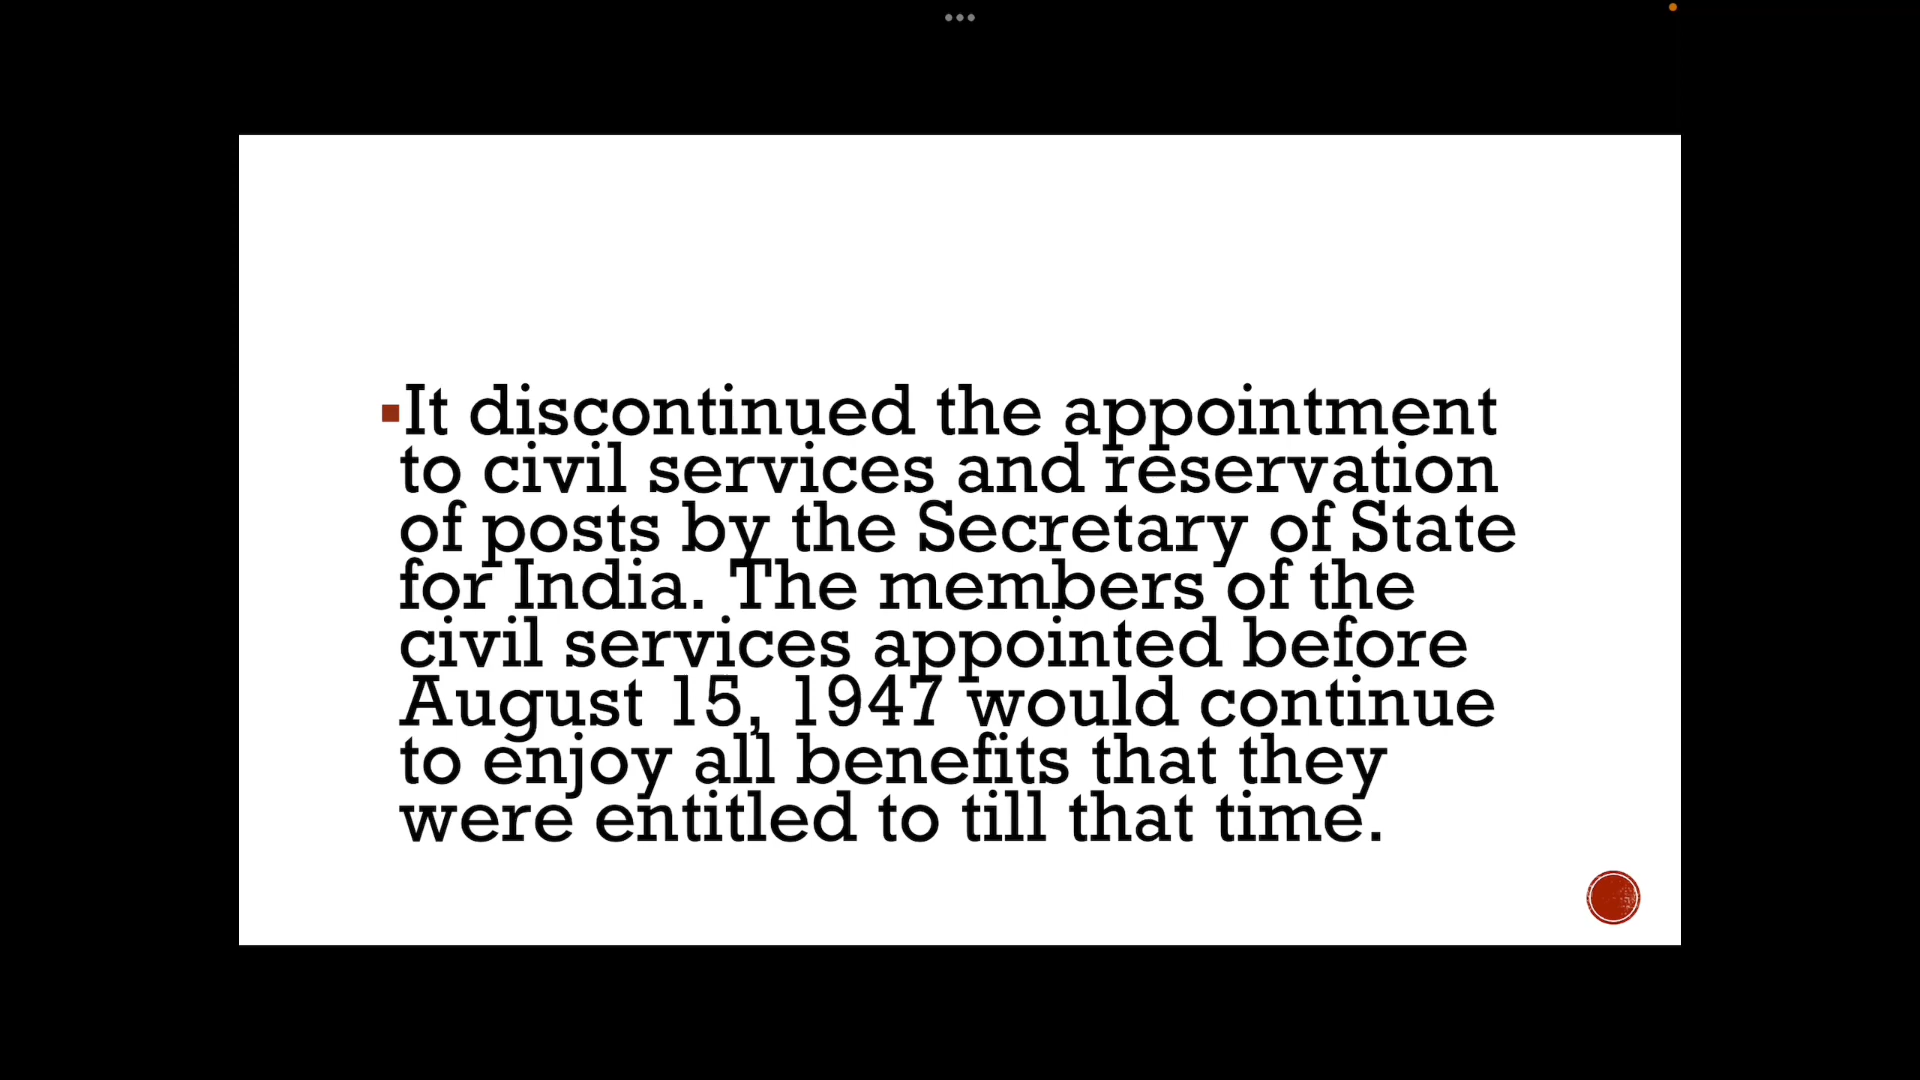 ▪It discontinued the appointment
to civil services and reservation
of posts by the Secretary of State
for India. The members of the
civil services appointed before
August 15, 1947 would continue
to enjoy all benefits that they
were entitled to till that time.